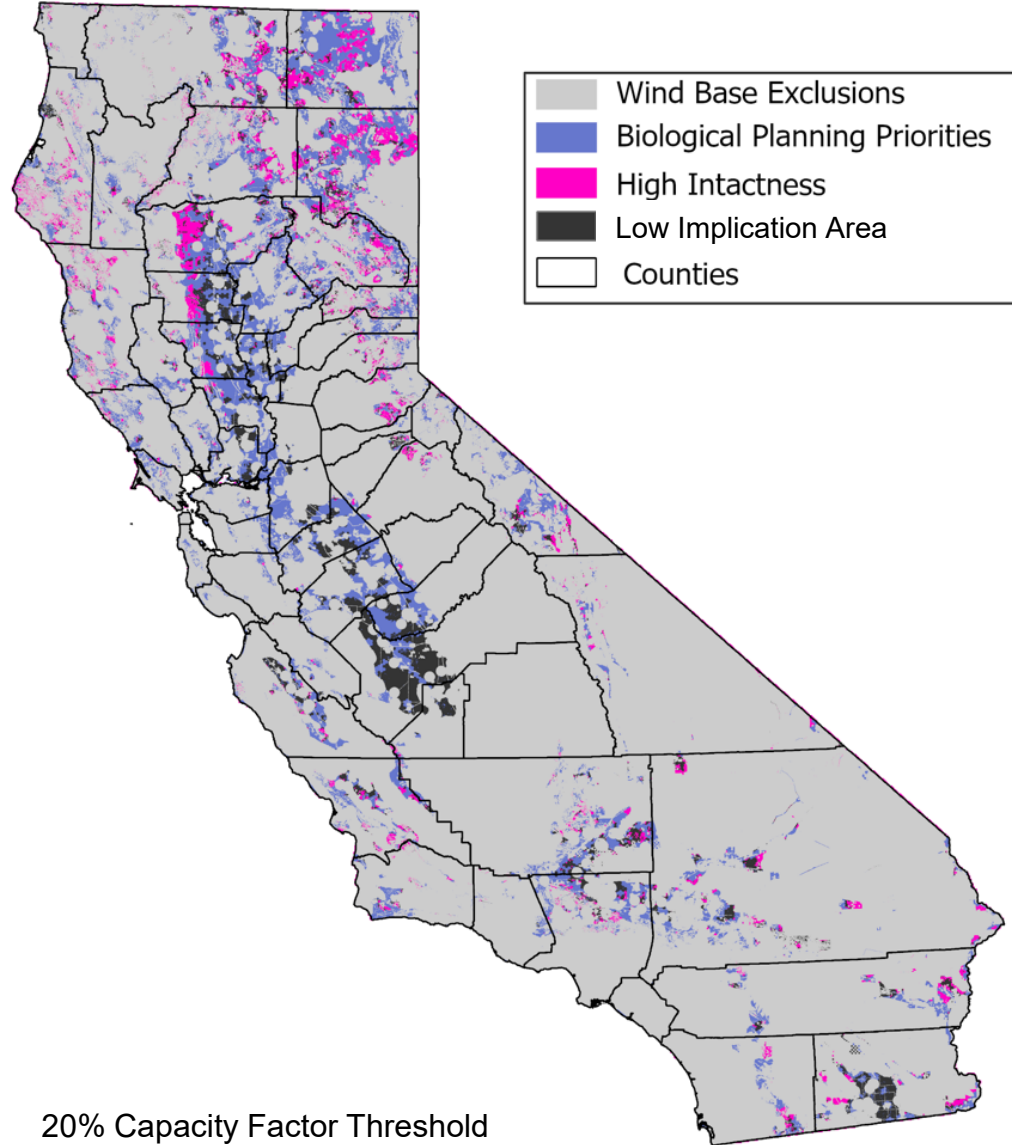 Wind Base Exclusions
Biological Planning Priorities
High Intactness
Low Implication Area
Counties
20% Capacity Factor Threshold